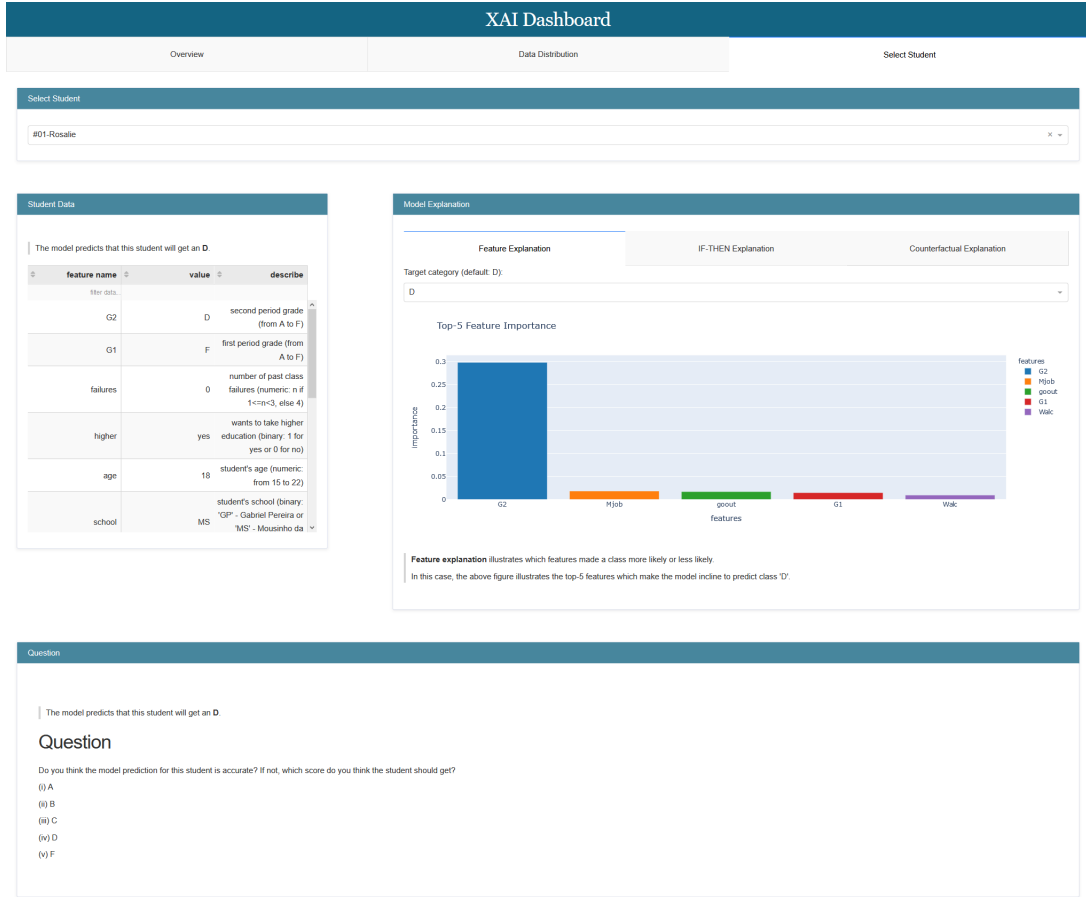 XAI Dashboard
Overview
Data Distribution
Select Student
Select Student
#01-Rosalie
Student Data
The model predicts that this student will get an D.
feature name
value
describe
filter data...
G2
D
second period grade
(from A to F)
G1
F
first period grade (from
A to F)
failures
0
number of past class
failures (numeric: n if
1<=n<3, else 4)
higher
yes
wants to take higher
education (binary: 1 for
yes or 0 for no)
age
18
student's age (numeric:
from 15 to 22)
school
MS
student's school (binary:
'GP' - Gabriel Pereira or
'MS' - Mousinho da
Model Explanation
Feature Explanation
IF-THEN Explanation
Counterfactual Explanation
Target category (default: D):
D
Top-5 Feature Importance
Importance
0.3
0.25
0.2
0.15
0.1
0.05
0
G2
Mjob
goout
G1
Walc
features
features
G2
Mjob
goout
G1
Walc
Feature explanation illustrates which features made a class more likely or less likely.
In this case, the above figure illustrates the top-5 features which make the model incline to predict class 'D'.
Question
The model predicts that this student will get an D.
Question
Do you think the model prediction for this student is accurate? If not, which score do you think the student should get?
(i) A
(ii) B
(iii) C
(iv) D
(v) F